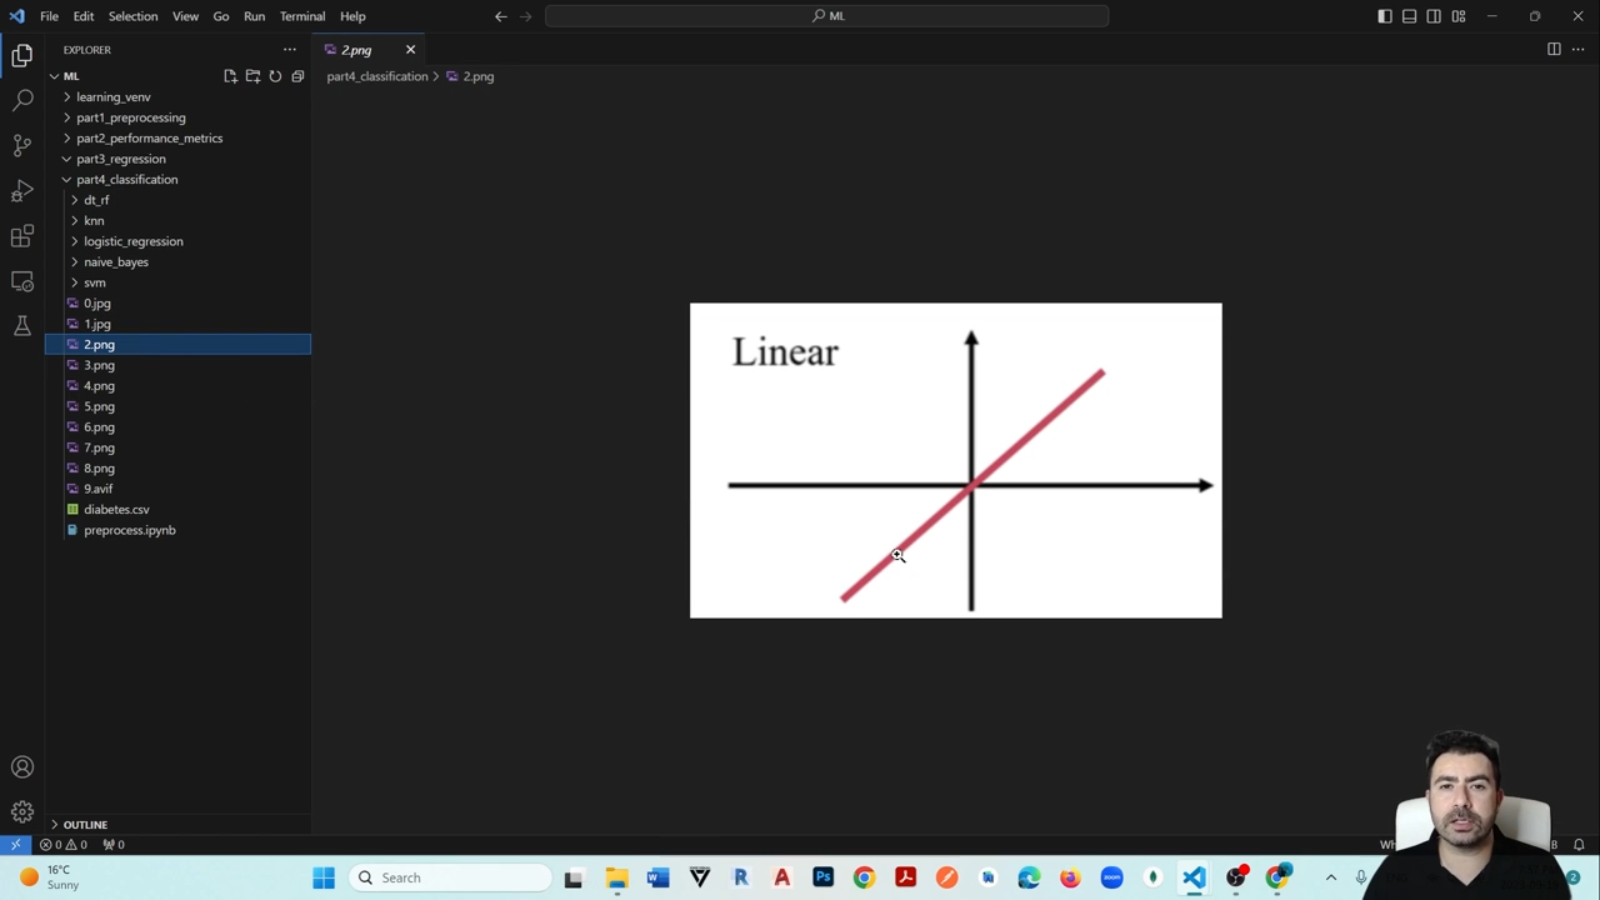 File Edit Selection View Go Run Terminal Help
ML
EXPLORER
2.png
ML
part4_classification > 2.png
learning_venv
part1_preprocessing
part2_performance_metrics
part3_regression
part4_classification
dt_rf
knn
logistic_regression
naive_bayes
svm
0.jpg
1.jpg
2.png
3.png
4.png
5.png
6.png
7.png
8.png
9.avif
diabetes.csv
preprocess.ipynb
Linear
OUTLINE
0 0 0
16°C
Sunny
Search
zoom
2